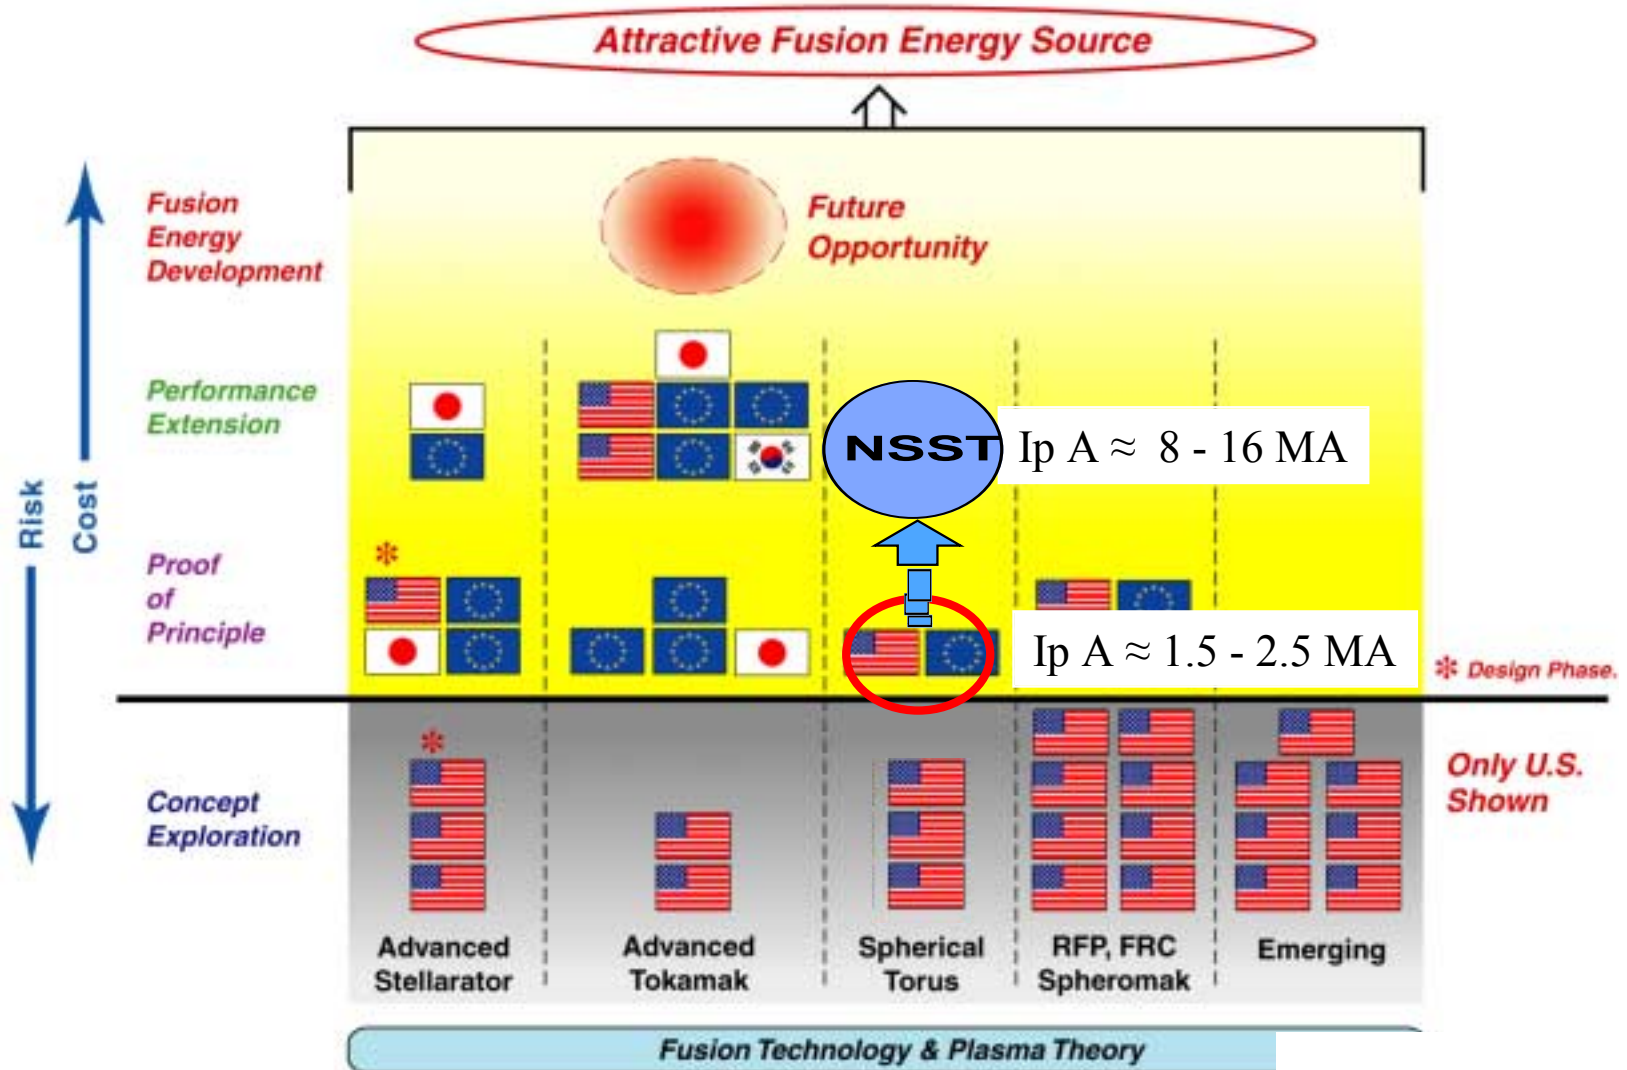 Attractive Fusion Energy Source
Fusion
Energy
Development
Future
Opportunity
Performance
Extension
NSST
Ip A ≈ 8 - 16 MA
Risk
Cost
*
Proof
of
Principle
Ip A ≈ 1.5 - 2.5 MA
* Design Phase.
*
Concept
Exploration
Only U.S.
Shown
Advanced
Stellarator
Advanced
Tokamak
Spherical
Torus
RFP, FRC
Spheromak
Emerging
Fusion Technology & Plasma Theory